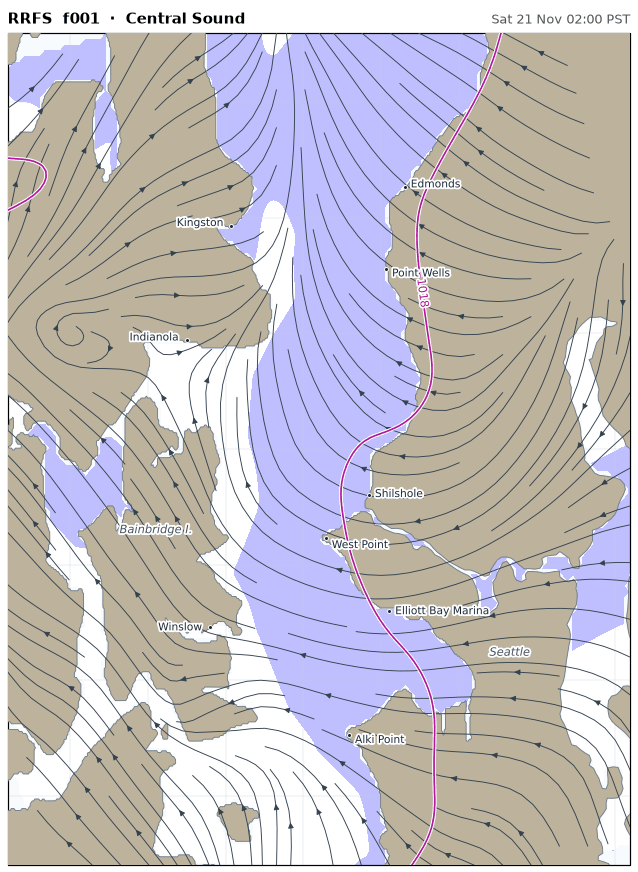 RRFS f001 · Central Sound
Sat 21 Nov 02:00 PST
Edmonds
Kingston
Point Wells
1018
Indianola
Shilshole
Bainbridge I.
West Point
Elliott Bay Marina
Winslow
Seattle
Alki Point